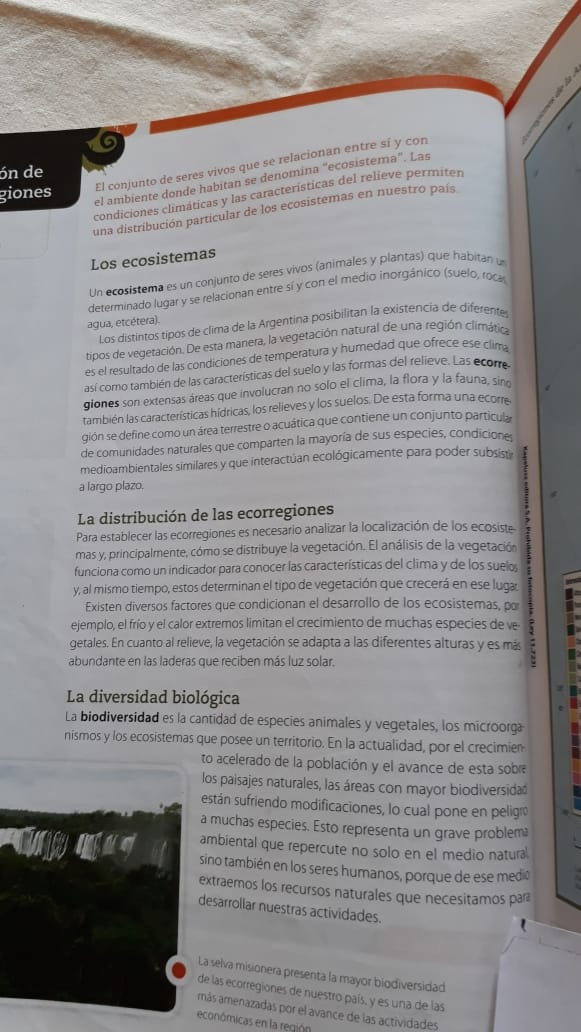 ón de
giones
El conjunto de seres vivos que se relacionan entre sí y con
el ambiente donde habitan se denomina "ecosistema". Las
condiciones climáticas y las características del relieve permiten
una distribución particular de los ecosistemas en nuestro país.
Los ecosistemas
Un ecosistema es un conjunto de seres vivos (animales y plantas) que habitan un
determinado lugar y se relacionan entre sí y con el medio inorgánico (suelo, rocas,
agua, etcétera).
Los distintos tipos de clima de la Argentina posibilitan la existencia de diferentes
tipos de vegetación. De esta manera, la vegetación natural de una región climática
es el resultado de las condiciones de temperatura y humedad que ofrece ese clima,
así como también de las características del suelo y las formas del relieve. Las ecorre-
giones son extensas áreas que involucran no solo el clima, la flora y la fauna, sino
también las características hídricas, los relieves y los suelos. De esta forma una ecorre-
gión se define como un área terrestre o acuática que contiene un conjunto particular
de comunidades naturales que comparten la mayoría de sus especies, condiciones
medioambientales similares y que interactúan ecológicamente para poder subsistir
a largo plazo.
La distribución de las ecorregiones
Para establecer las ecorregiones es necesario analizar la localización de los ecosiste-
mas y, principalmente, cómo se distribuye la vegetación. El análisis de la vegetación
funciona como un indicador para conocer las características del clima y de los suelos
y, al mismo tiempo, estos determinan el tipo de vegetación que crecerá en ese lugar.
Existen diversos factores que condicionan el desarrollo de los ecosistemas, por
ejemplo, el frío y el calor extremos limitan el crecimiento de muchas especies de ve-
getales. En cuanto al relieve, la vegetación se adapta a las diferentes alturas y es más
abundante en las laderas que reciben más luz solar.
La diversidad biológica
La biodiversidad es la cantidad de especies animales y vegetales, los microorga-
nismos y los ecosistemas que posee un territorio. En la actualidad, por el crecimien-
to acelerado de la población y el avance de esta sobre
los paisajes naturales, las áreas con mayor biodiversidad
están sufriendo modificaciones, lo cual pone en peligro
a muchas especies. Esto representa un grave problema
ambiental que repercute no solo en el medio natural,
sino también en los seres humanos, porque de ese medio
extraemos los recursos naturales que necesitamos para
desarrollar nuestras actividades.
La selva misionera presenta la mayor biodiversidad
de las ecorregiones de nuestro país, y es una de las
más amenazadas por el avance de las actividades
económicas en la región
Kapelusz editora S.A. Prohibida su fotocopia. (Ley 11.723)
Ecorregiones de la A